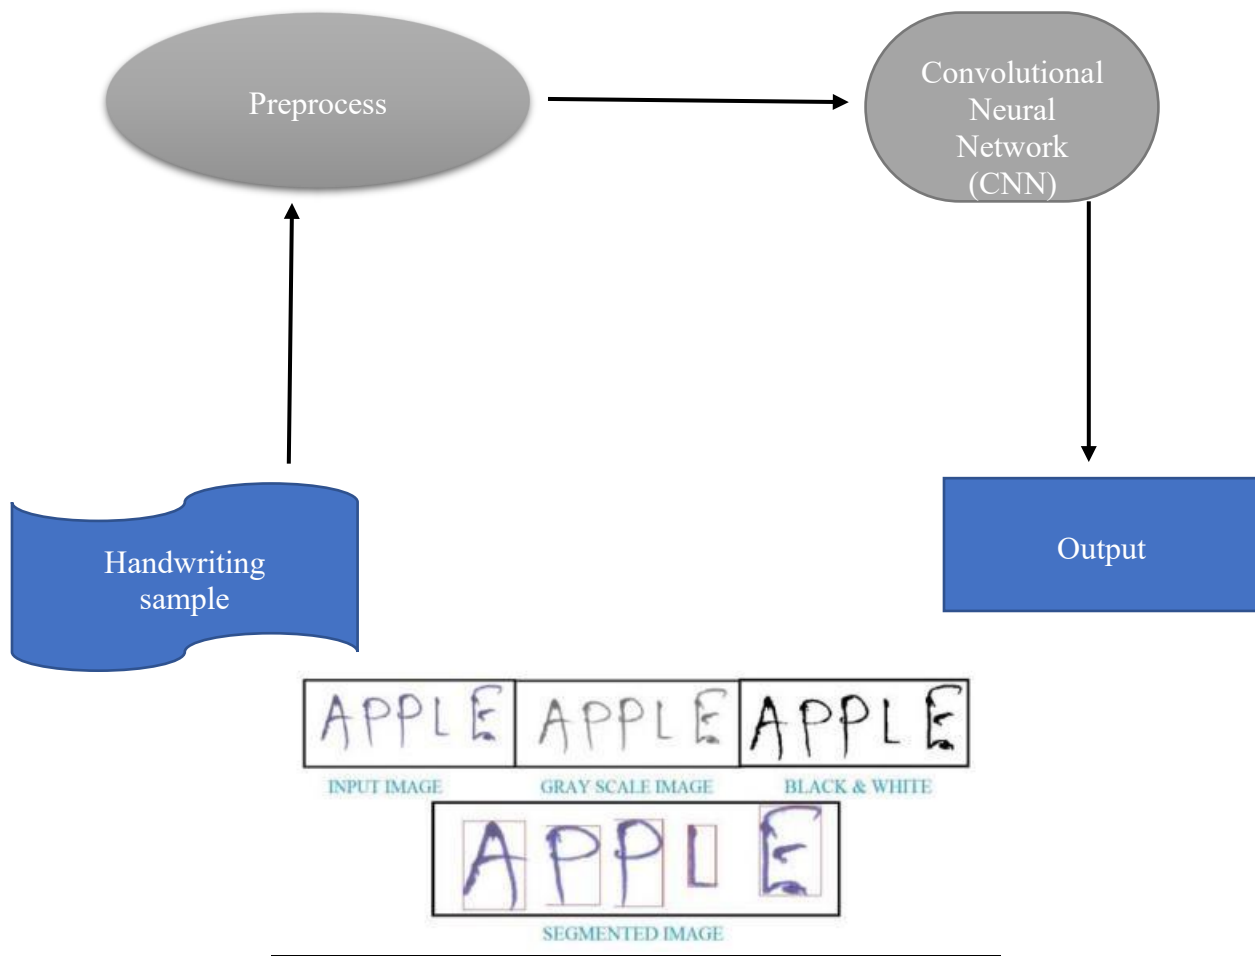 Preprocess
Convolutional
Neural
Network
(CNN)
Handwriting
sample
Output
APPLE
APPLE
APPLE
INPUT IMAGE
GRAY SCALE IMAGE
BLACK & WHITE
APPLE
SEGMENTED IMAGE